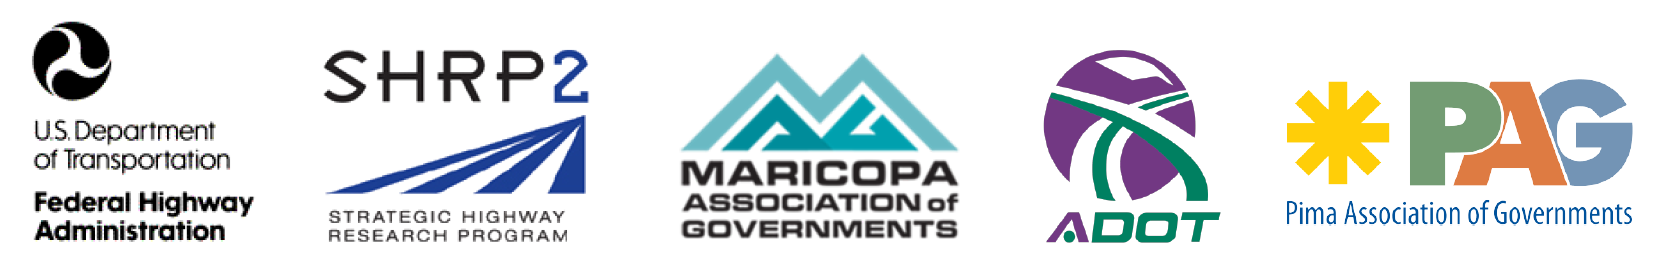 U.S. Department
of Transportation
Federal Highway
Administration
SHRP2
STRATEGIC HIGHWAY
RESEARCH PROGRAM
MAG
MARICOPA
ASSOCIATION of
GOVERNMENTS
ADOT
PAG
Pima Association of Governments